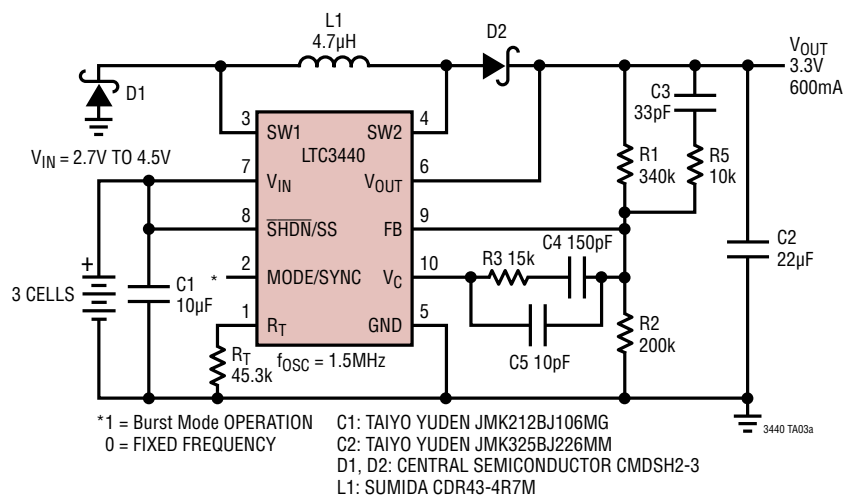 L1
4.7µH
D2
D1
VOUT
3.3V
600mA
C3
33pF
R1
340k
R5
10k
VIN = 2.7V TO 4.5V
3
SW1
SW2
4
LTC3440
7
VIN
VOUT
6
8
SHDN/SS
FB
9
*
2
MODE/SYNC
VC
10
1
RT
GND
5
R3 15k
C4 150pF
C5 10pF
C2
22µF
R2
200k
+
3 CELLS
C1
10µF
RT
45.3k
fOSC = 1.5MHz
3440 TA03a
*1 = Burst Mode OPERATION
0 = FIXED FREQUENCY
C1: TAIYO YUDEN JMK212BJ106MG
C2: TAIYO YUDEN JMK325BJ226MM
D1, D2: CENTRAL SEMICONDUCTOR CMDSH2-3
L1: SUMIDA CDR43-4R7M